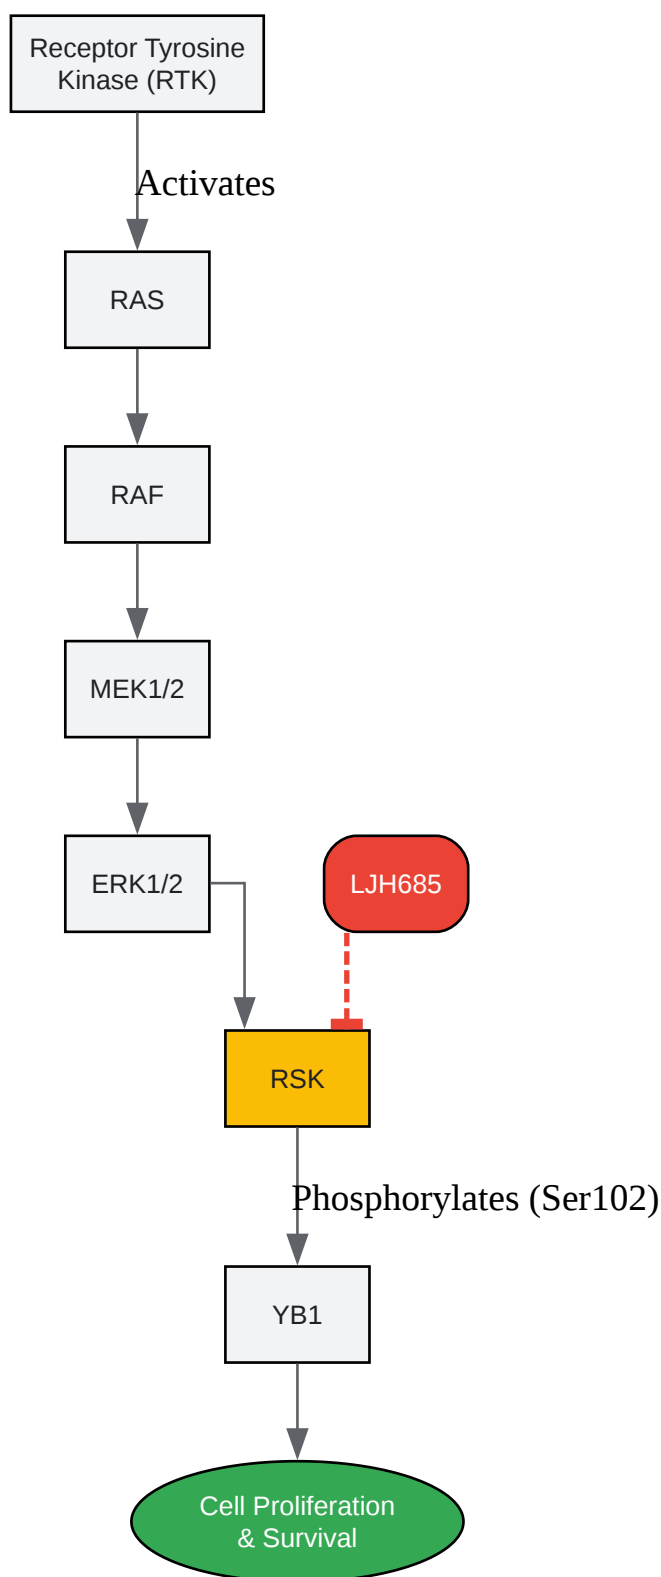 Receptor Tyrosine
Kinase (RTK)
Activates
RAS
RAF
MEK1/2
ERK1/2
LJH685
RSK
Phosphorylates (Ser102)
YB1
Cell Proliferation
& Survival